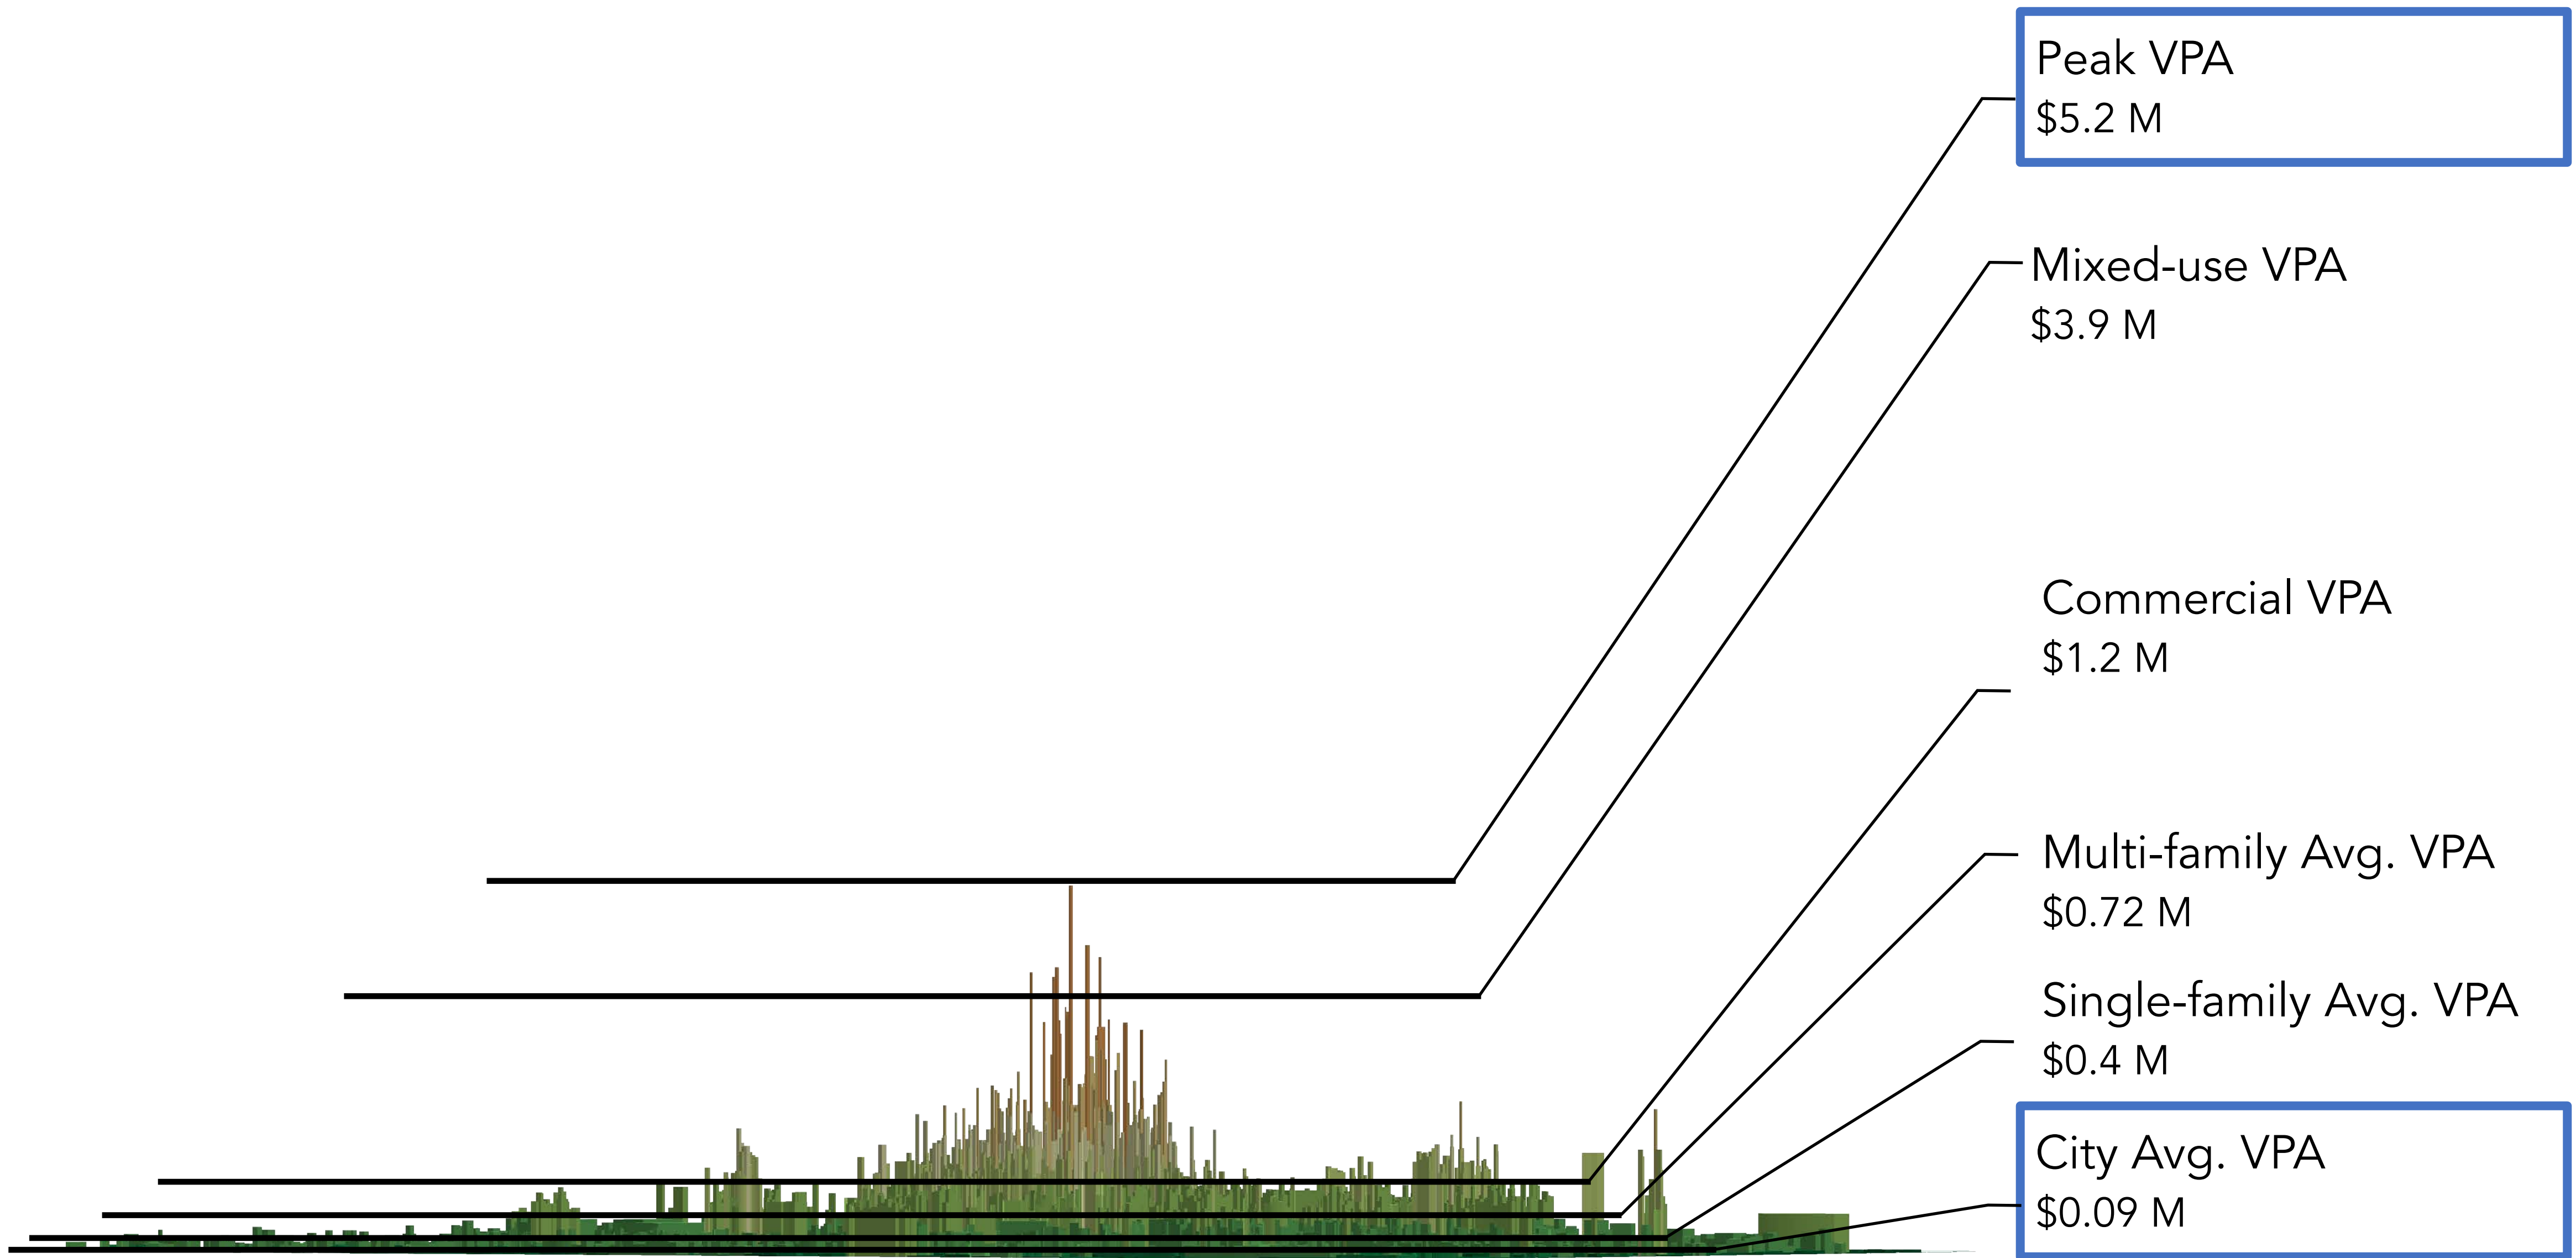 Peak VPA
$5.2 M
Mixed-use VPA
$3.9 M
Commercial VPA
$1.2 M
Multi-family Avg. VPA
$0.72 M
Single-family Avg. VPA
$0.4 M
City Avg. VPA
$0.09 M